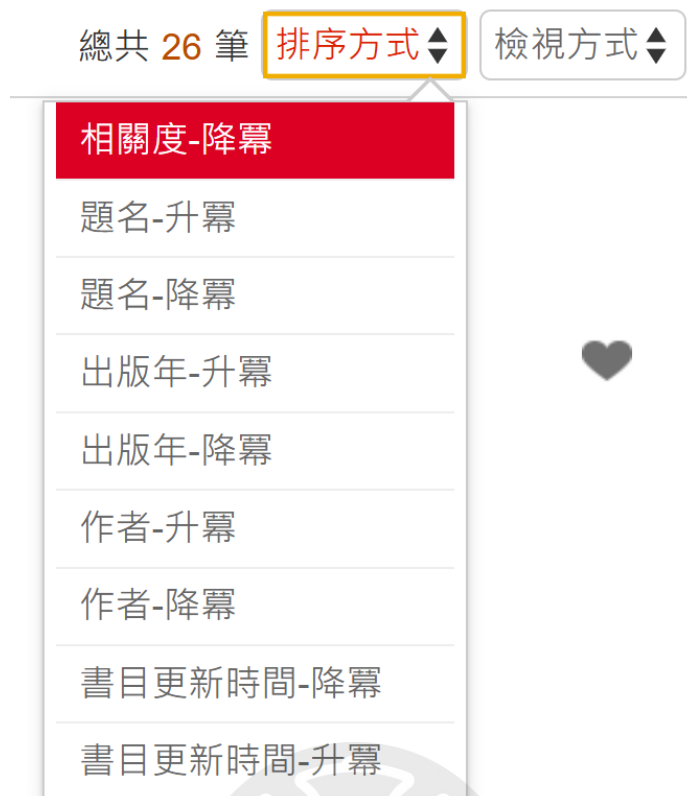 總共 26 筆 排序方式 檢視方式
相關度-降冪
題名-升冪
題名-降冪
出版年-升冪
出版年-降冪
作者-升冪
作者-降冪
書目更新時間-降冪
書目更新時間-升冪